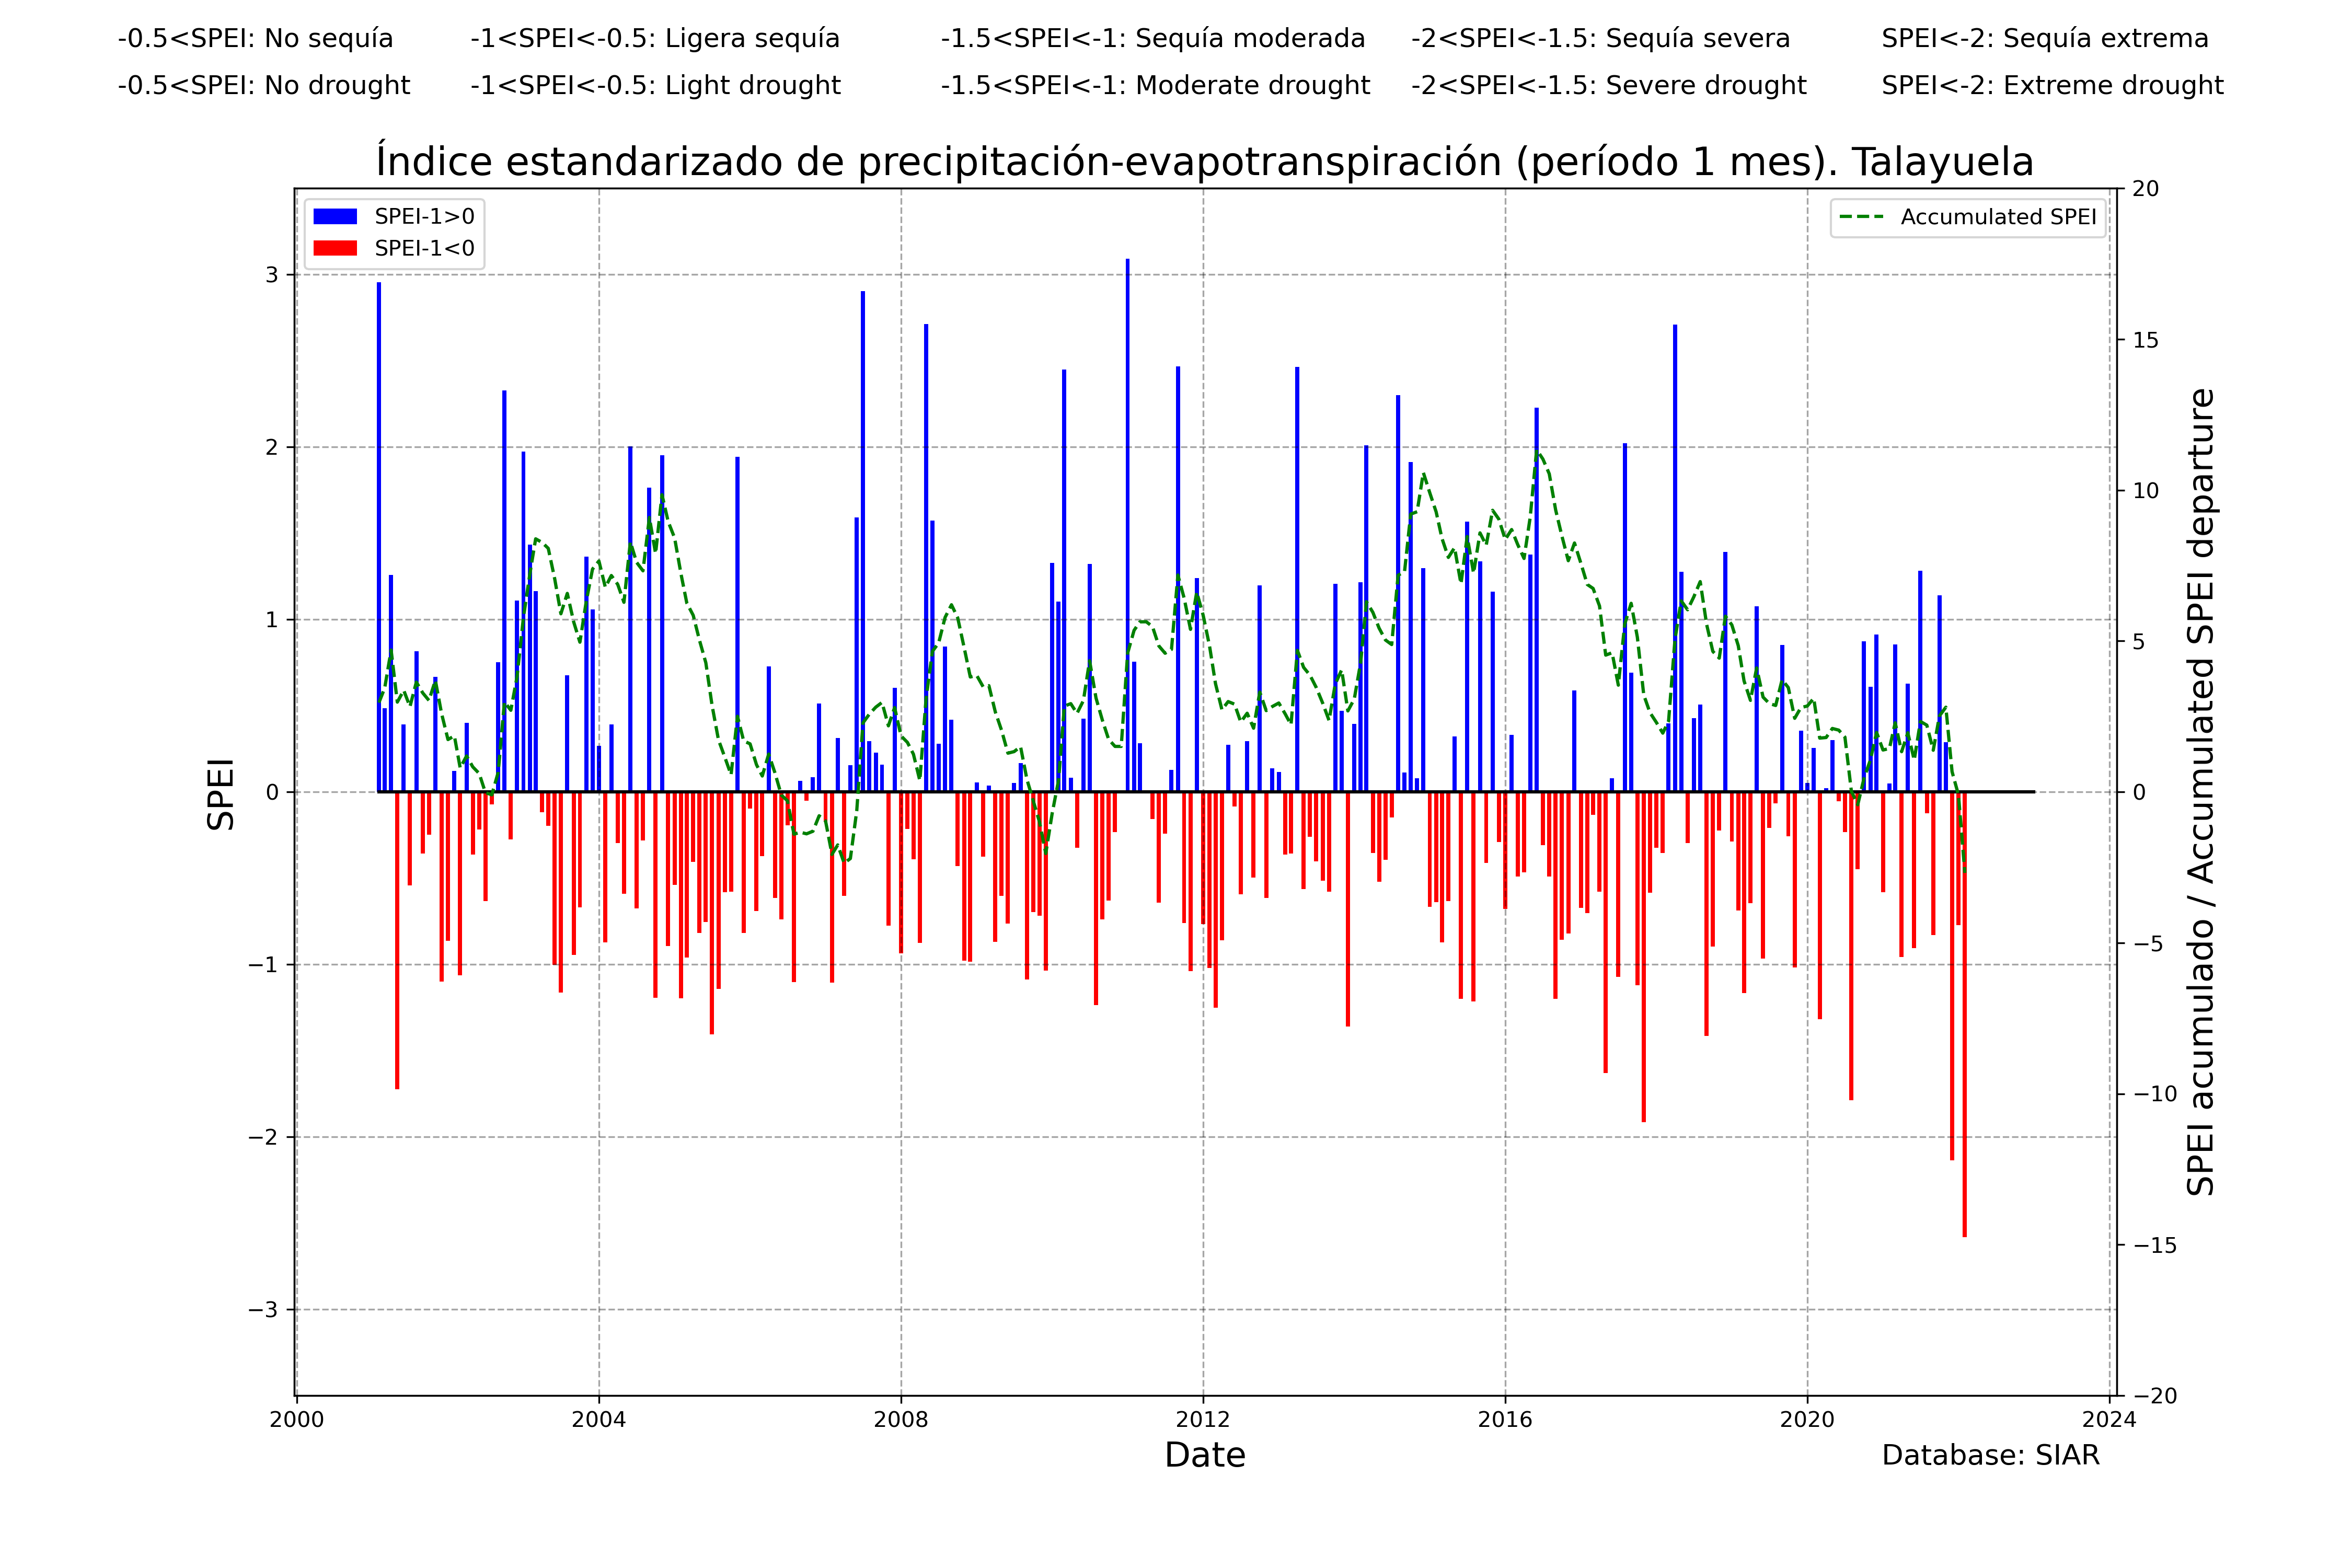 -0.5<SPEI: No sequía -1<SPEI<-0.5: Ligera sequía -1.5<SPEI<-1: Sequía moderada -2<SPEI<-1.5: Sequía severa SPEI<-2: Sequía extrema
-0.5<SPEI: No drought -1<SPEI<-0.5: Light drought -1.5<SPEI<-1: Moderate drought -2<SPEI<-1.5: Severe drought SPEI<-2: Extreme drought
Índice estandarizado de precipitación-evapotranspiración (período 1 mes). Talayuela
SPEI-1>0
SPEI-1<0
Accumulated SPEI
SPEI
3
2
1
0
−1
−2
−3
20
15
10
5
0
−5
−10
−15
−20
SPEI acumulado / Accumulated SPEI departure
2000 2004 2008 2012 2016 2020 2024
Date
Database: SIAR